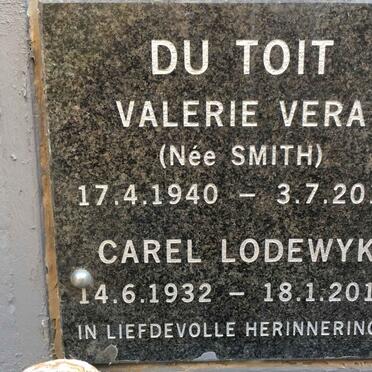 DU TOIT
VALERIE VERA
(Née SMITH)
17.4.1940 – 3.7.20
CAREL LODEWYK
14.6.1932 – 18.1.201
IN LIEFDEVOLLE HERINNERING